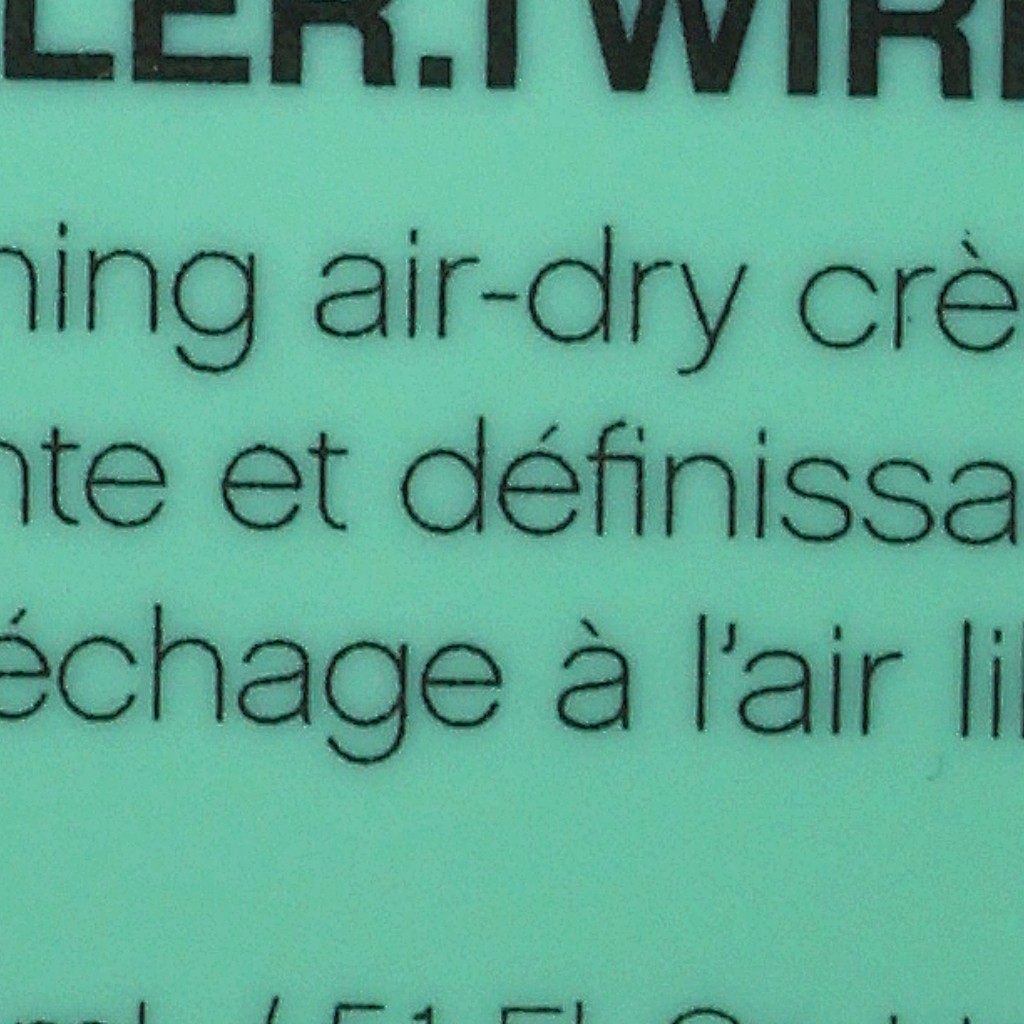 LER.TWIR
ning air-dry crè
nte et définissa
échage à l'air li